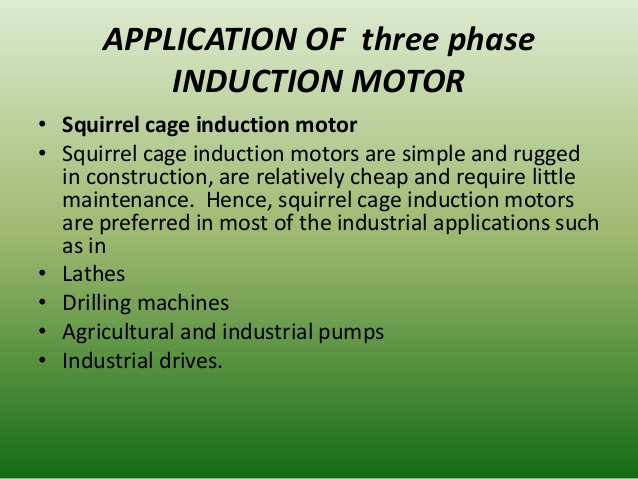 APPLICATION OF three phase
INDUCTION MOTOR
• Squirrel cage induction motor
• Squirrel cage induction motors are simple and rugged
in construction, are relatively cheap and require little
maintenance. Hence, squirrel cage induction motors
are preferred in most of the industrial applications such
as in
• Lathes
• Drilling machines
• Agricultural and industrial pumps
• Industrial drives.